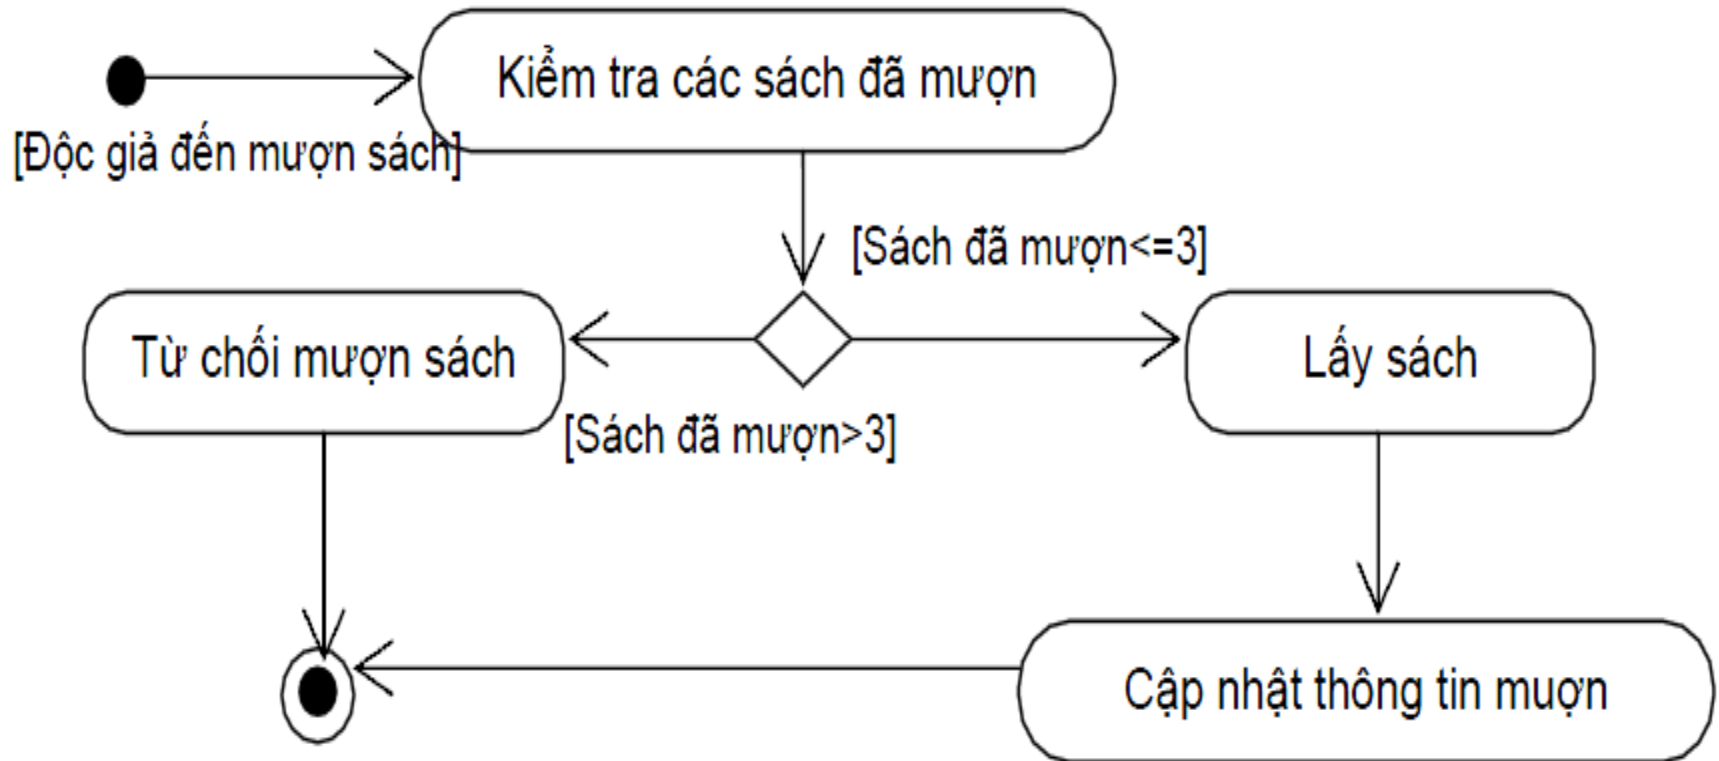 Kiểm tra các sách đã mượn
[Độc giả đến mượn sách]
[Sách đã mượn<=3]
Từ chối mượn sách
Lấy sách
[Sách đã mượn>3]
Cập nhật thông tin muợn